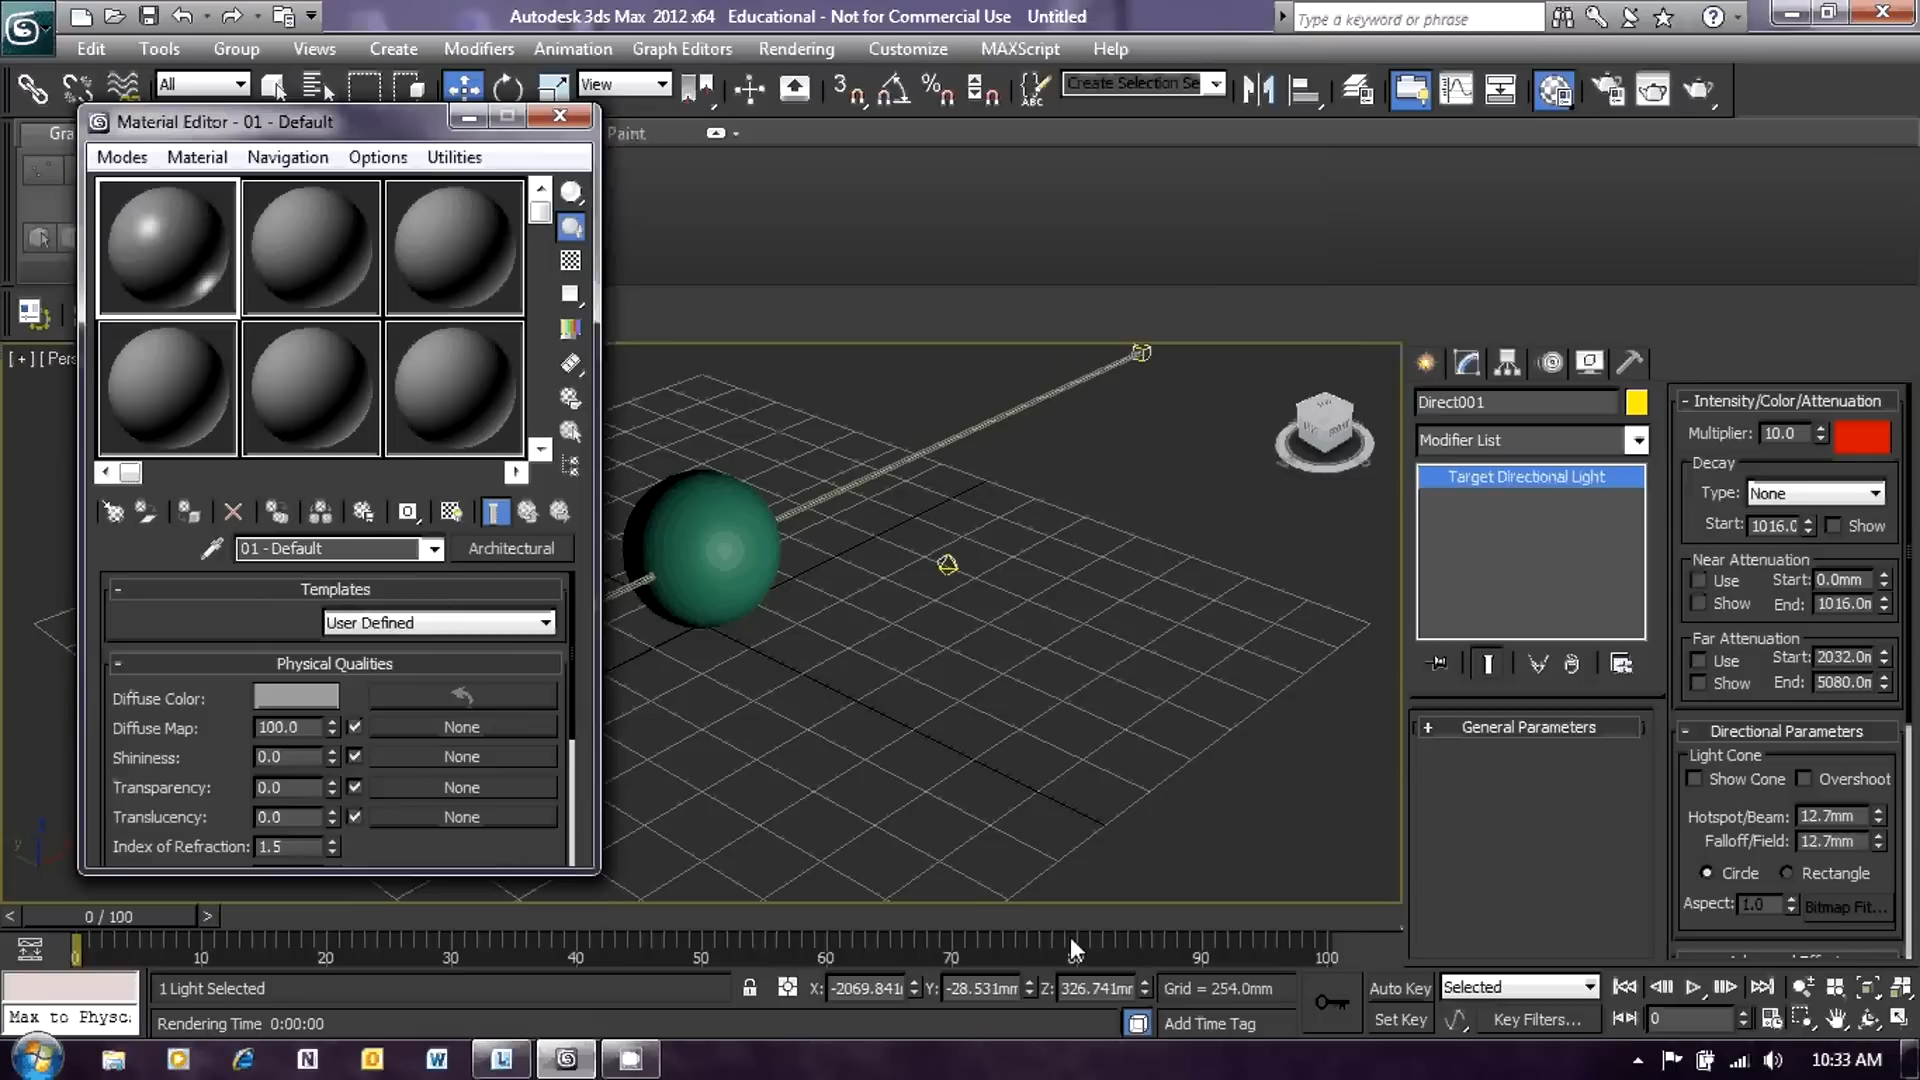 Autodesk 3ds Max 2012 x64 Educational - Not for Commercial Use Untitled
Type a keyword or phrase
Edit Tools Group Views Create Modifiers Animation Graph Editors Rendering Customize MAXScript Help
All
View
3
ABC
Create Selection Se
Gra
Paint
Material Editor - 01 - Default
Modes Material Navigation Options Utilities
[ + ] [ Pers
01 - Default
Architectural
Templates
User Defined
Physical Qualities
Diffuse Color:
Diffuse Map: 100.0 None
Shininess: 0.0 None
Transparency: 0.0 None
Translucency: 0.0 None
Index of Refraction: 1.5
Direct001
Modifier List
Target Directional Light
General Parameters
Intensity/Color/Attenuation
Multiplier: 10.0
Decay
Type: None
Start: 1016.0 Show
Near Attenuation
Use Start: 0.0mm
Show End: 1016.0m
Far Attenuation
Use Start: 2032.0m
Show End: 5080.0m
Directional Parameters
Light Cone
Show Cone Overshoot
Hotspot/Beam: 12.7mm
Falloff/Field: 12.7mm
Circle Rectangle
Aspect: 1.0 Bitmap Fit...
< 0 / 100 >
0 10 20 30 40 50 60 70 80 90 100
1 Light Selected
X: -2069.841 Y: -28.531mm Z: 326.741mr Grid = 254.0mm
Auto Key Selected
Max to Physc:
Rendering Time 0:00:00
Add Time Tag
Set Key Key Filters... 0
10:33 AM